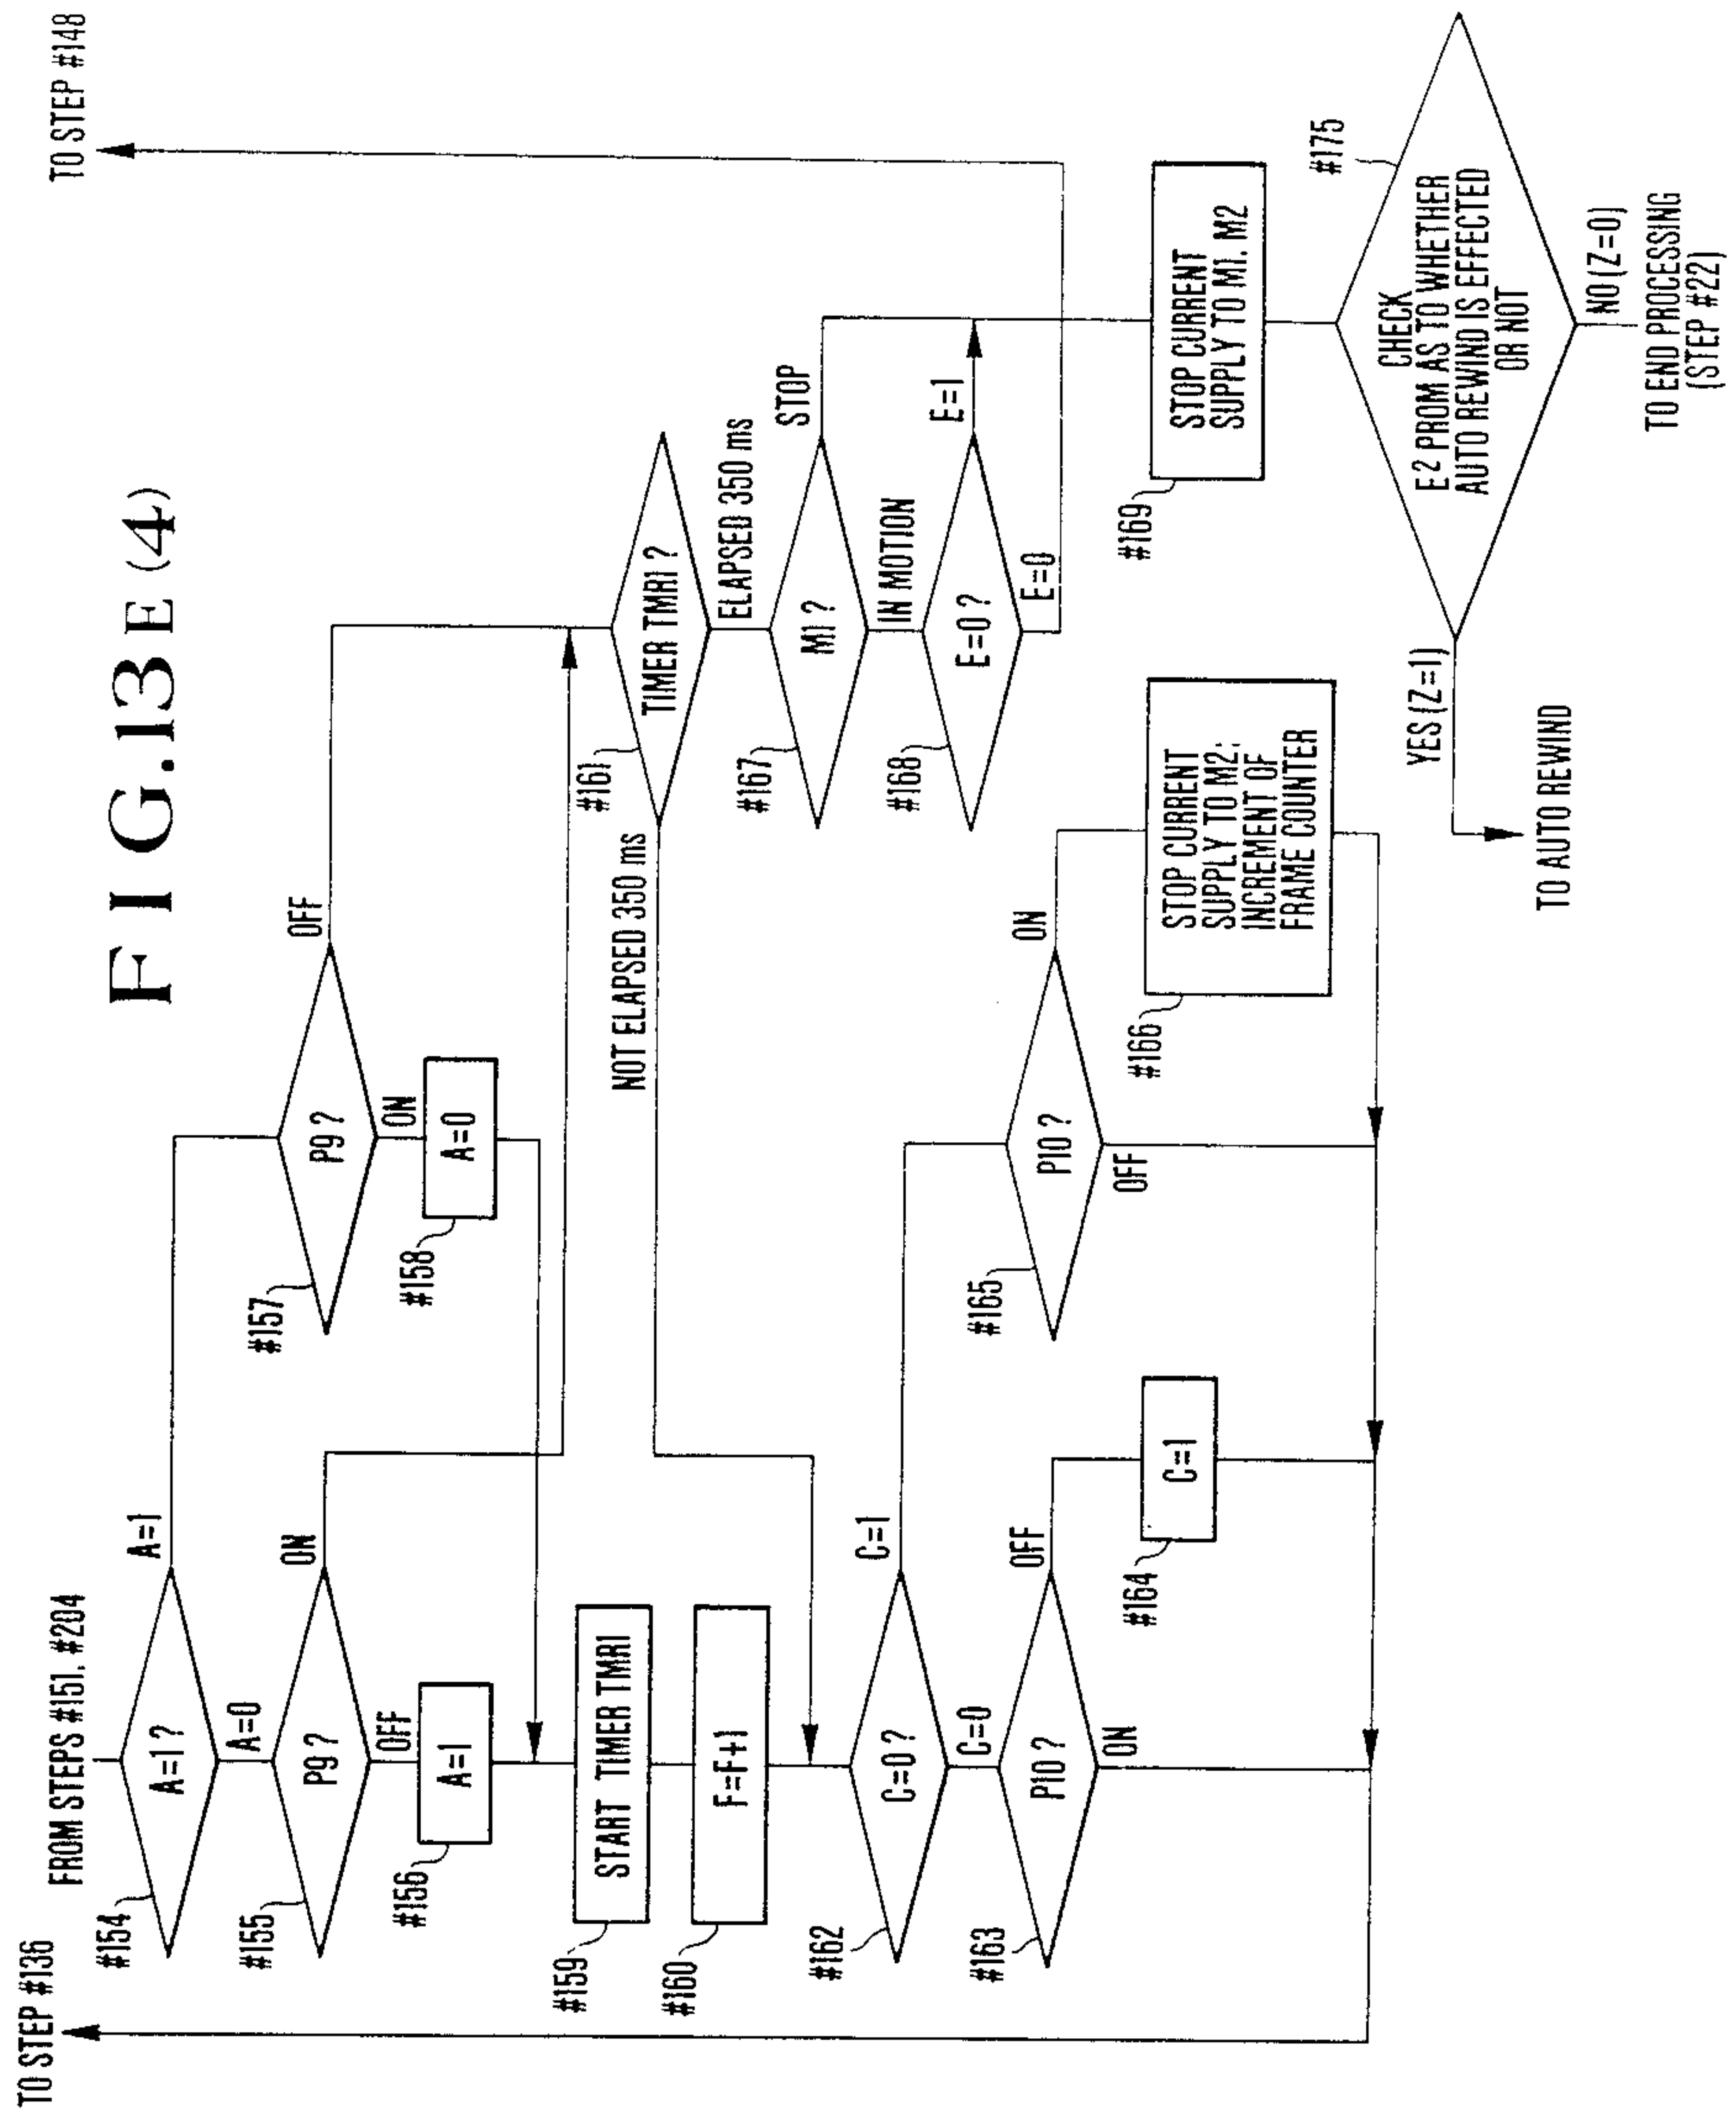 FIG.13E(4)
TO STEP #136
FROM STEPS #151, #204
TO STEP #148
#154
A=1?
A=1
A=0
#155
P9?
ON
OFF
#156
A=1
#157
P9?
OFF
ON
#158
A=0
#159
START TIMER TMR1
#160
F=F+1
#161
TIMER TMR1?
NOT ELAPSED 350 ms
ELAPSED 350 ms
#167
M1?
STOP
IN MOTION
#168
E=0?
E=1
E=0
#162
C=0?
C=1
C=0
#163
P10?
OFF
ON
#164
C=1
#165
P10?
ON
OFF
#166
STOP CURRENT
SUPPLY TO M2;
INCREMENT OF
FRAME COUNTER
#169
STOP CURRENT
SUPPLY TO M1, M2
#175
CHECK
E² PROM AS TO WHETHER
AUTO REWIND IS EFFECTED
OR NOT
YES(Z=1)
TO AUTO REWIND
NO(Z=0)
TO END PROCESSING
(STEP #22)